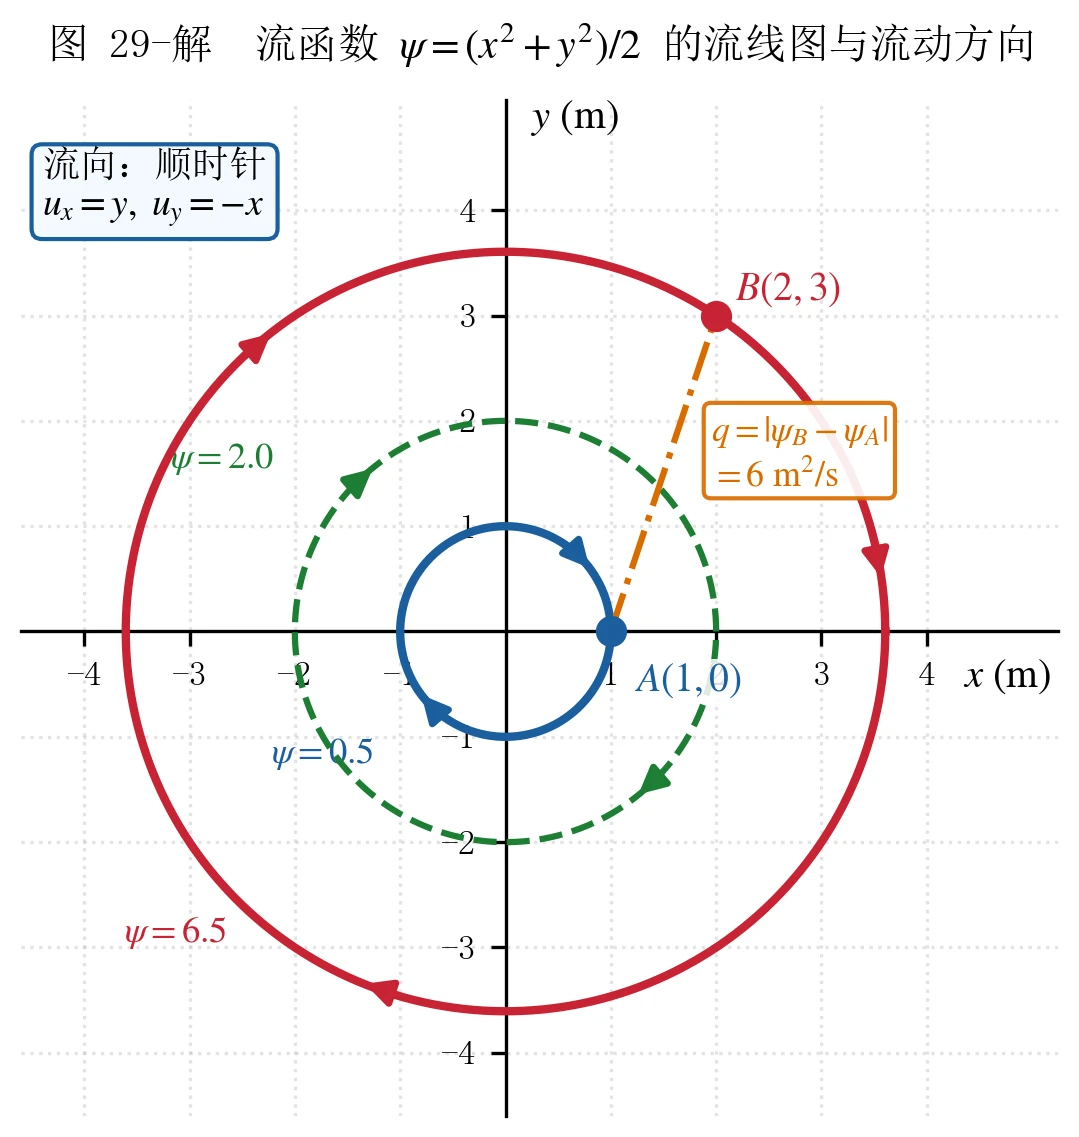 图 29-解 流函数 ψ=(x²+y²)/2 的流线图与流动方向
y (m)
流向：顺时针
u_x=y, u_y=−x
4
B(2, 3)
3
q=|ψ_B−ψ_A|
=6 m²/s
2
ψ=2.0
1
−4
−3
−2
−1
1
2
3
4
x (m)
A(1, 0)
−1
ψ=0.5
−2
ψ=6.5
−3
−4